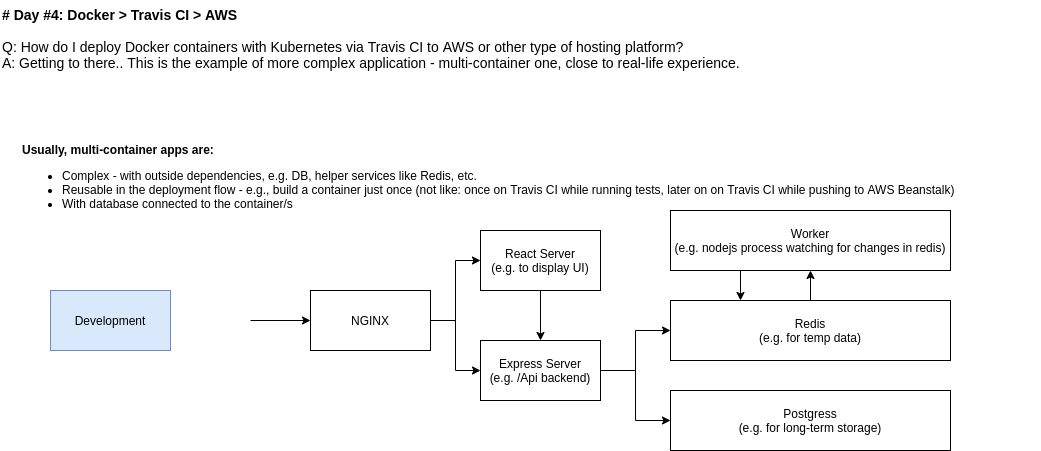 # Day #4: Docker > Travis CI > AWS
Q: How do I deploy Docker containers with Kubernetes via Travis CI to AWS or other type of hosting platform?
A: Getting to there.. This is the example of more complex application - multi-container one, close to real-life experience.
Usually, multi-container apps are:
Complex - with outside dependencies, e.g. DB, helper services like Redis, etc.
Reusable in the deployment flow - e.g., build a container just once (not like: once on Travis CI while running tests, later on on Travis CI while pushing to AWS Beanstalk)
With database connected to the container/s
Development
NGINX
React Server
(e.g. to display UI)
Express Server
(e.g. /Api backend)
Worker
(e.g. nodejs process watching for changes in redis)
Redis
(e.g. for temp data)
Postgress
(e.g. for long-term storage)